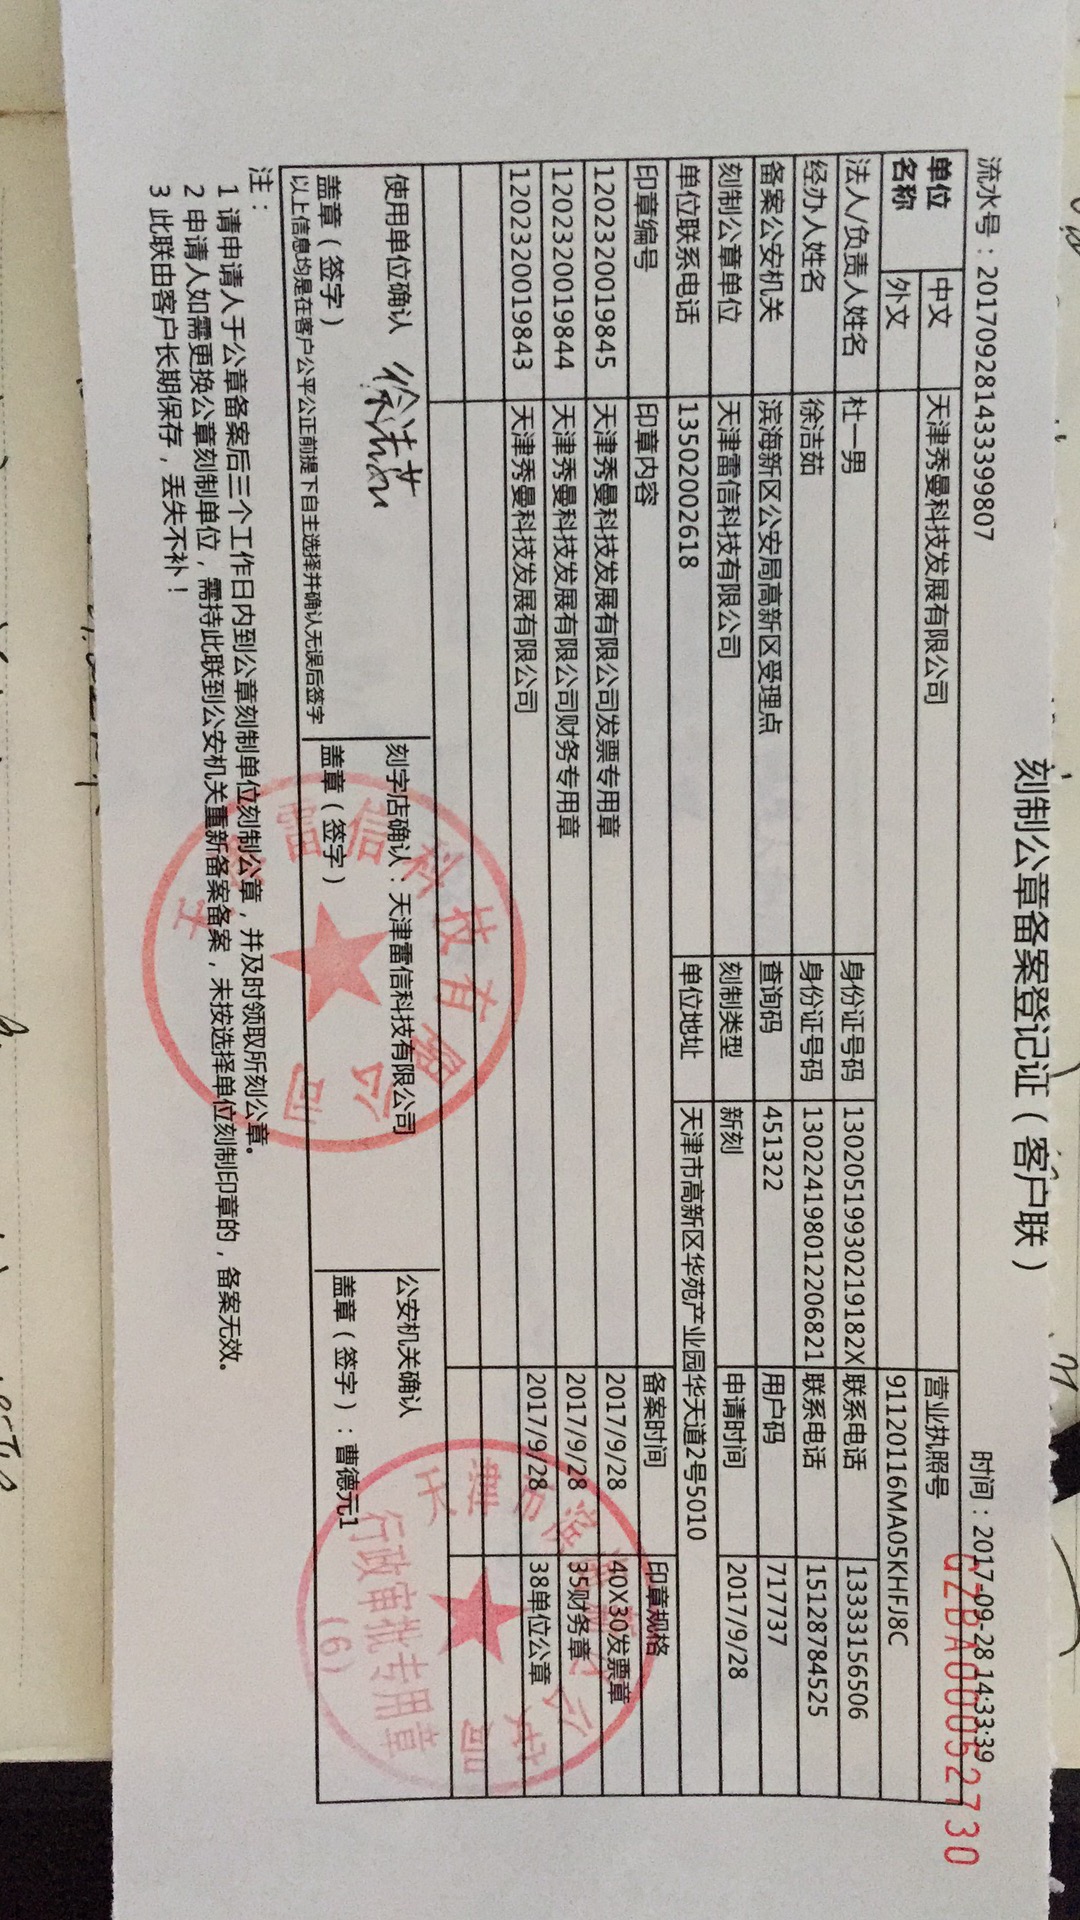 刻制公章备案登记证（客户联）
流水号：20170928143339980​7
时间：2017-09-28 14:33:39
GZBA00052730
单位名称 中文 天津秀曼科技发展有限公司 营业执照号
外文 91120116MA05KHFJ8C
法人/负责人姓名 杜一男 身份证号码 13020519930219182X 联系电话 13333156506
经办人姓名 徐洁茹 身份证号码 130224198012206821 联系电话 15128784525
备案公安机关 滨海新区公安局高新区受理点 查询码 451322 用户码 717737
刻制公章单位 天津雷信科技有限公司 刻制类型 新刻 申请时间 2017/9/28
单位联系电话 13502002618 单位地址 天津市高新区华苑产业园华天道2号5010
印章编号 印章内容 备案时间 印章规格
1202320019845 天津秀曼科技发展有限公司发票专用章 2017/9/28 40X30发票章
1202320019844 天津秀曼科技发展有限公司财务专用章 2017/9/28 35财务章
1202320019843 天津秀曼科技发展有限公司 2017/9/28 38单位公章
使用单位确认 徐洁茹 刻字店确认：天津雷信科技有限公司 公安机关确认
盖章（签字） 盖章（签字） 盖章（签字）：曹德元1
以上信息均是在客户公平公正前提下自主选择并确认无误后签字
天津雷信科技有限公司
行政审批专用章
(6)
注：
1 请申请人于公章备案后三个工作日内到公章刻制单位刻制公章，并及时领取所刻公章。
2 申请人如需更换公章刻制单位，需持此联到公安机关重新备案备案，未按选择单位刻制印章的，备案无效。
3 此联由客户长期保存，丢失不补！